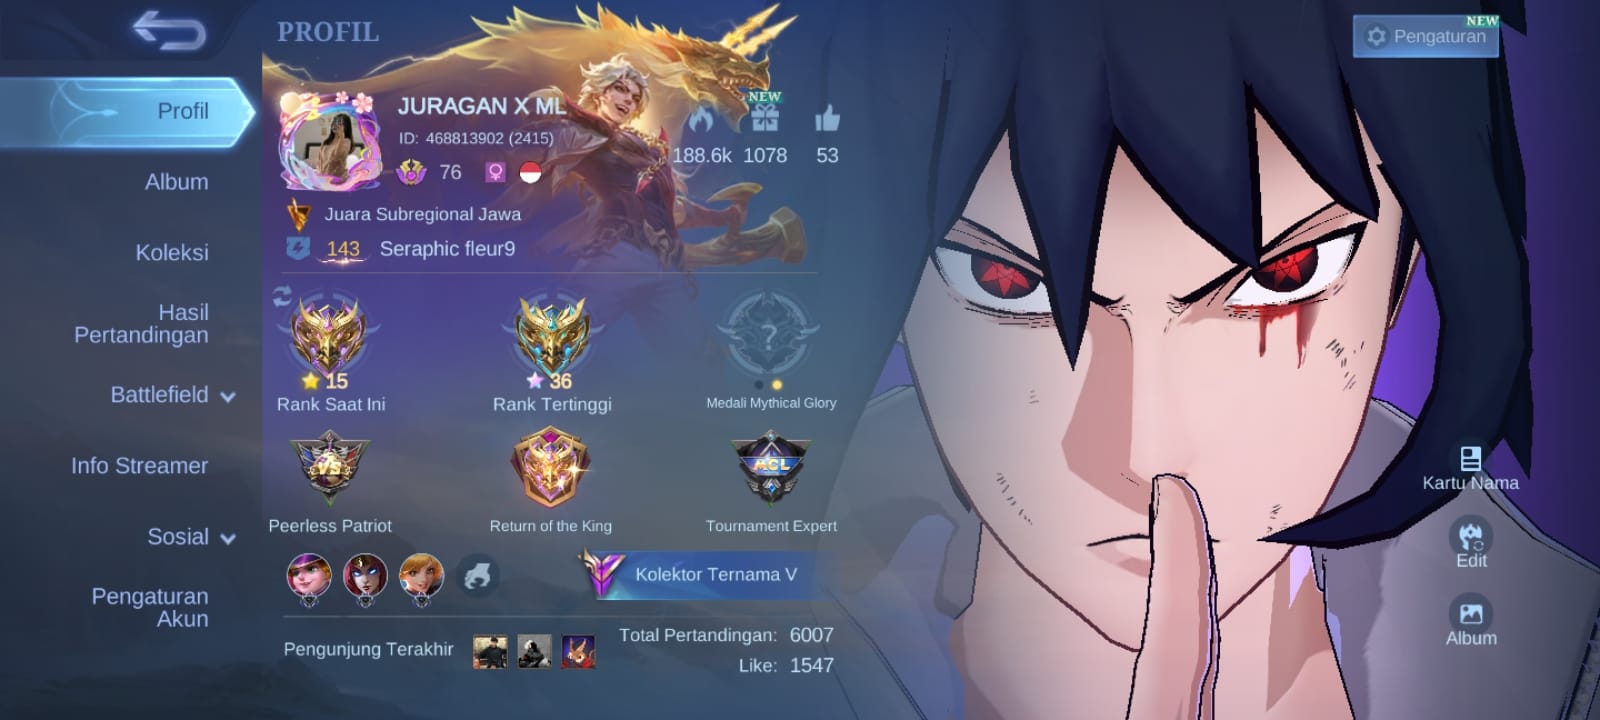 PROFIL
NEW
Pengaturan
Profil
Album
Koleksi
Hasil
Pertandingan
Battlefield
Info Streamer
Sosial
Pengaturan
Akun
JURAGAN X ML
ID: 468813902 (2415)
76
NEW
188.6k 1078 53
Juara Subregional Jawa
143 Seraphic fleur9
15
Rank Saat Ini
36
Rank Tertinggi
?
Medali Mythical Glory
VS
Peerless Patriot
Return of the King
MCL
Tournament Expert
Kolektor Ternama V
Pengunjung Terakhir
Total Pertandingan: 6007
Like: 1547
Kartu Nama
Edit
Album